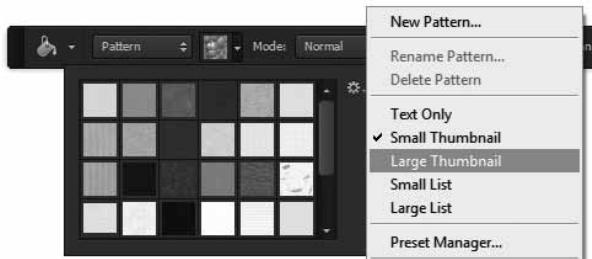 New Pattern...
Pattern
Mode:
Normal
Rename Pattern...
Delete Pattern
Text Only
Small Thumbnail
Large Thumbnail
Small List
Large List
Preset Manager...